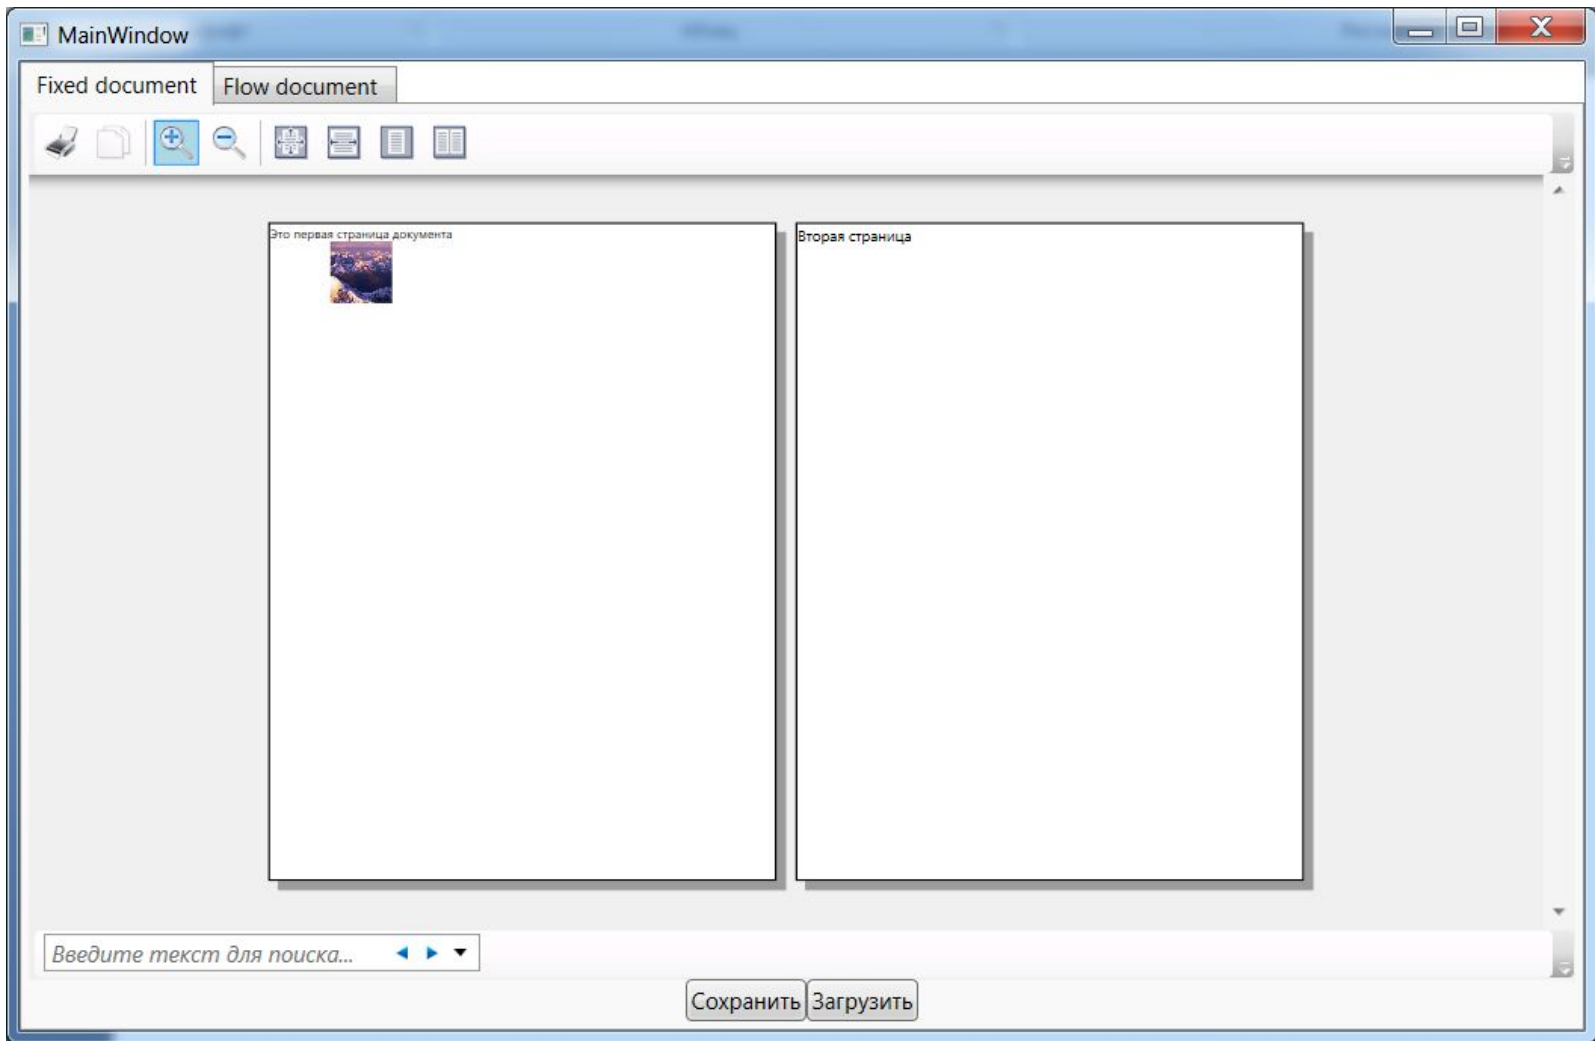 MainWindow
Fixed document
Flow document
Это первая страница документа
Вторая страница
Введите текст для поиска...
Сохранить
Загрузить